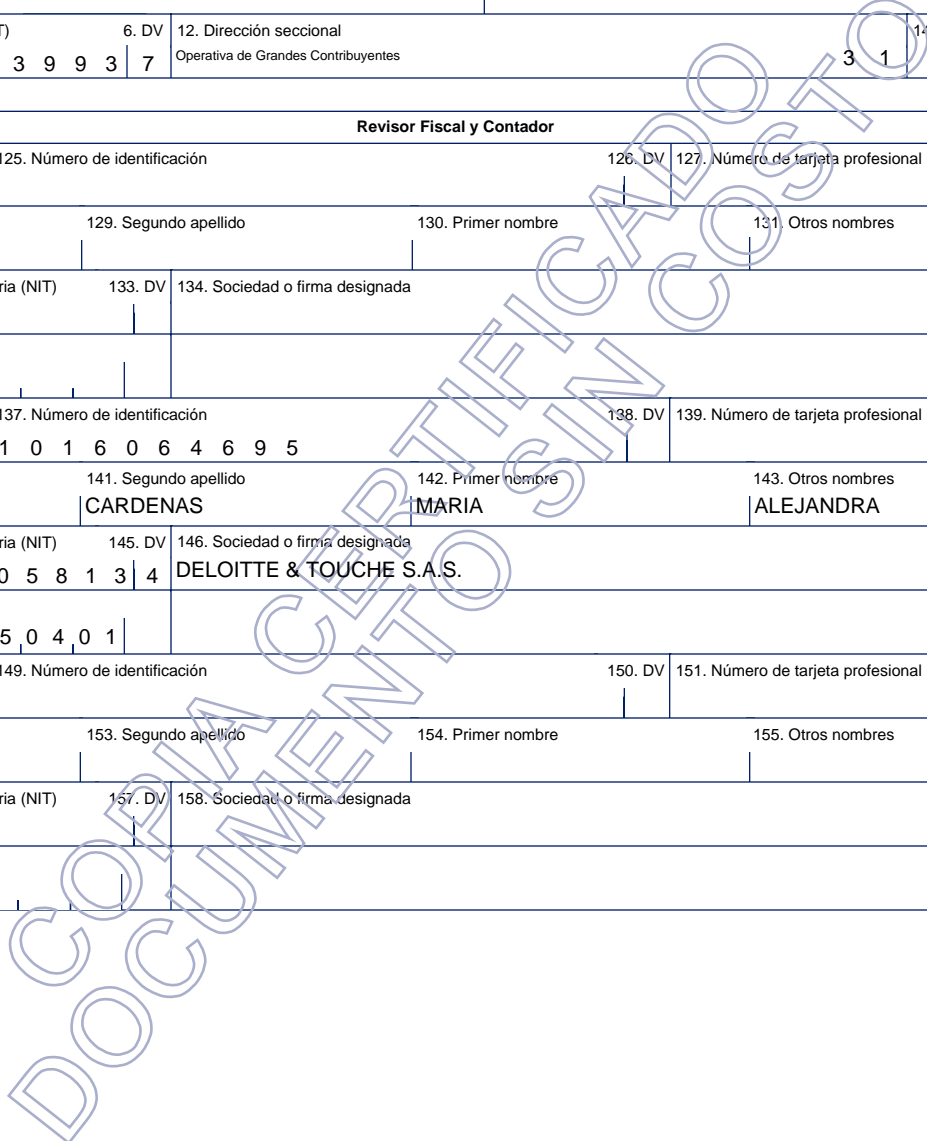 T) 6. DV 12. Dirección seccional 14
3 9 9 3 7 Operativa de Grandes Contribuyentes 3 1
Revisor Fiscal y Contador
125. Número de identificación 126. DV 127. Número de tarjeta profesional
129. Segundo apellido 130. Primer nombre 131. Otros nombres
ria (NIT) 133. DV 134. Sociedad o firma designada
137. Número de identificación 138. DV 139. Número de tarjeta profesional
1 0 1 6 0 6 4 6 9 5
141. Segundo apellido 142. Primer nombre 143. Otros nombres
CARDENAS MARIA ALEJANDRA
ria (NIT) 145. DV 146. Sociedad o firma designada
0 5 8 1 3 4 DELOITTE & TOUCHE S.A.S.
5 0 4 0 1
149. Número de identificación 150. DV 151. Número de tarjeta profesional
153. Segundo apellido 154. Primer nombre 155. Otros nombres
ria (NIT) 157. DV 158. Sociedad o firma designada
COPIA CERTIFICADO
DOCUMENTO SIN COSTO